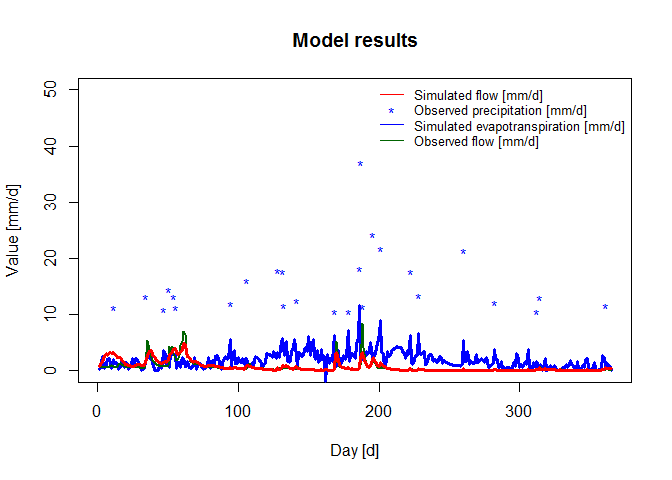 Model results
Simulated flow [mm/d]
* Observed precipitation [mm/d]
Simulated evapotranspiration [mm/d]
Observed flow [mm/d]
Value [mm/d]
50
40
30
20
10
0
0 100 200 300
Day [d]